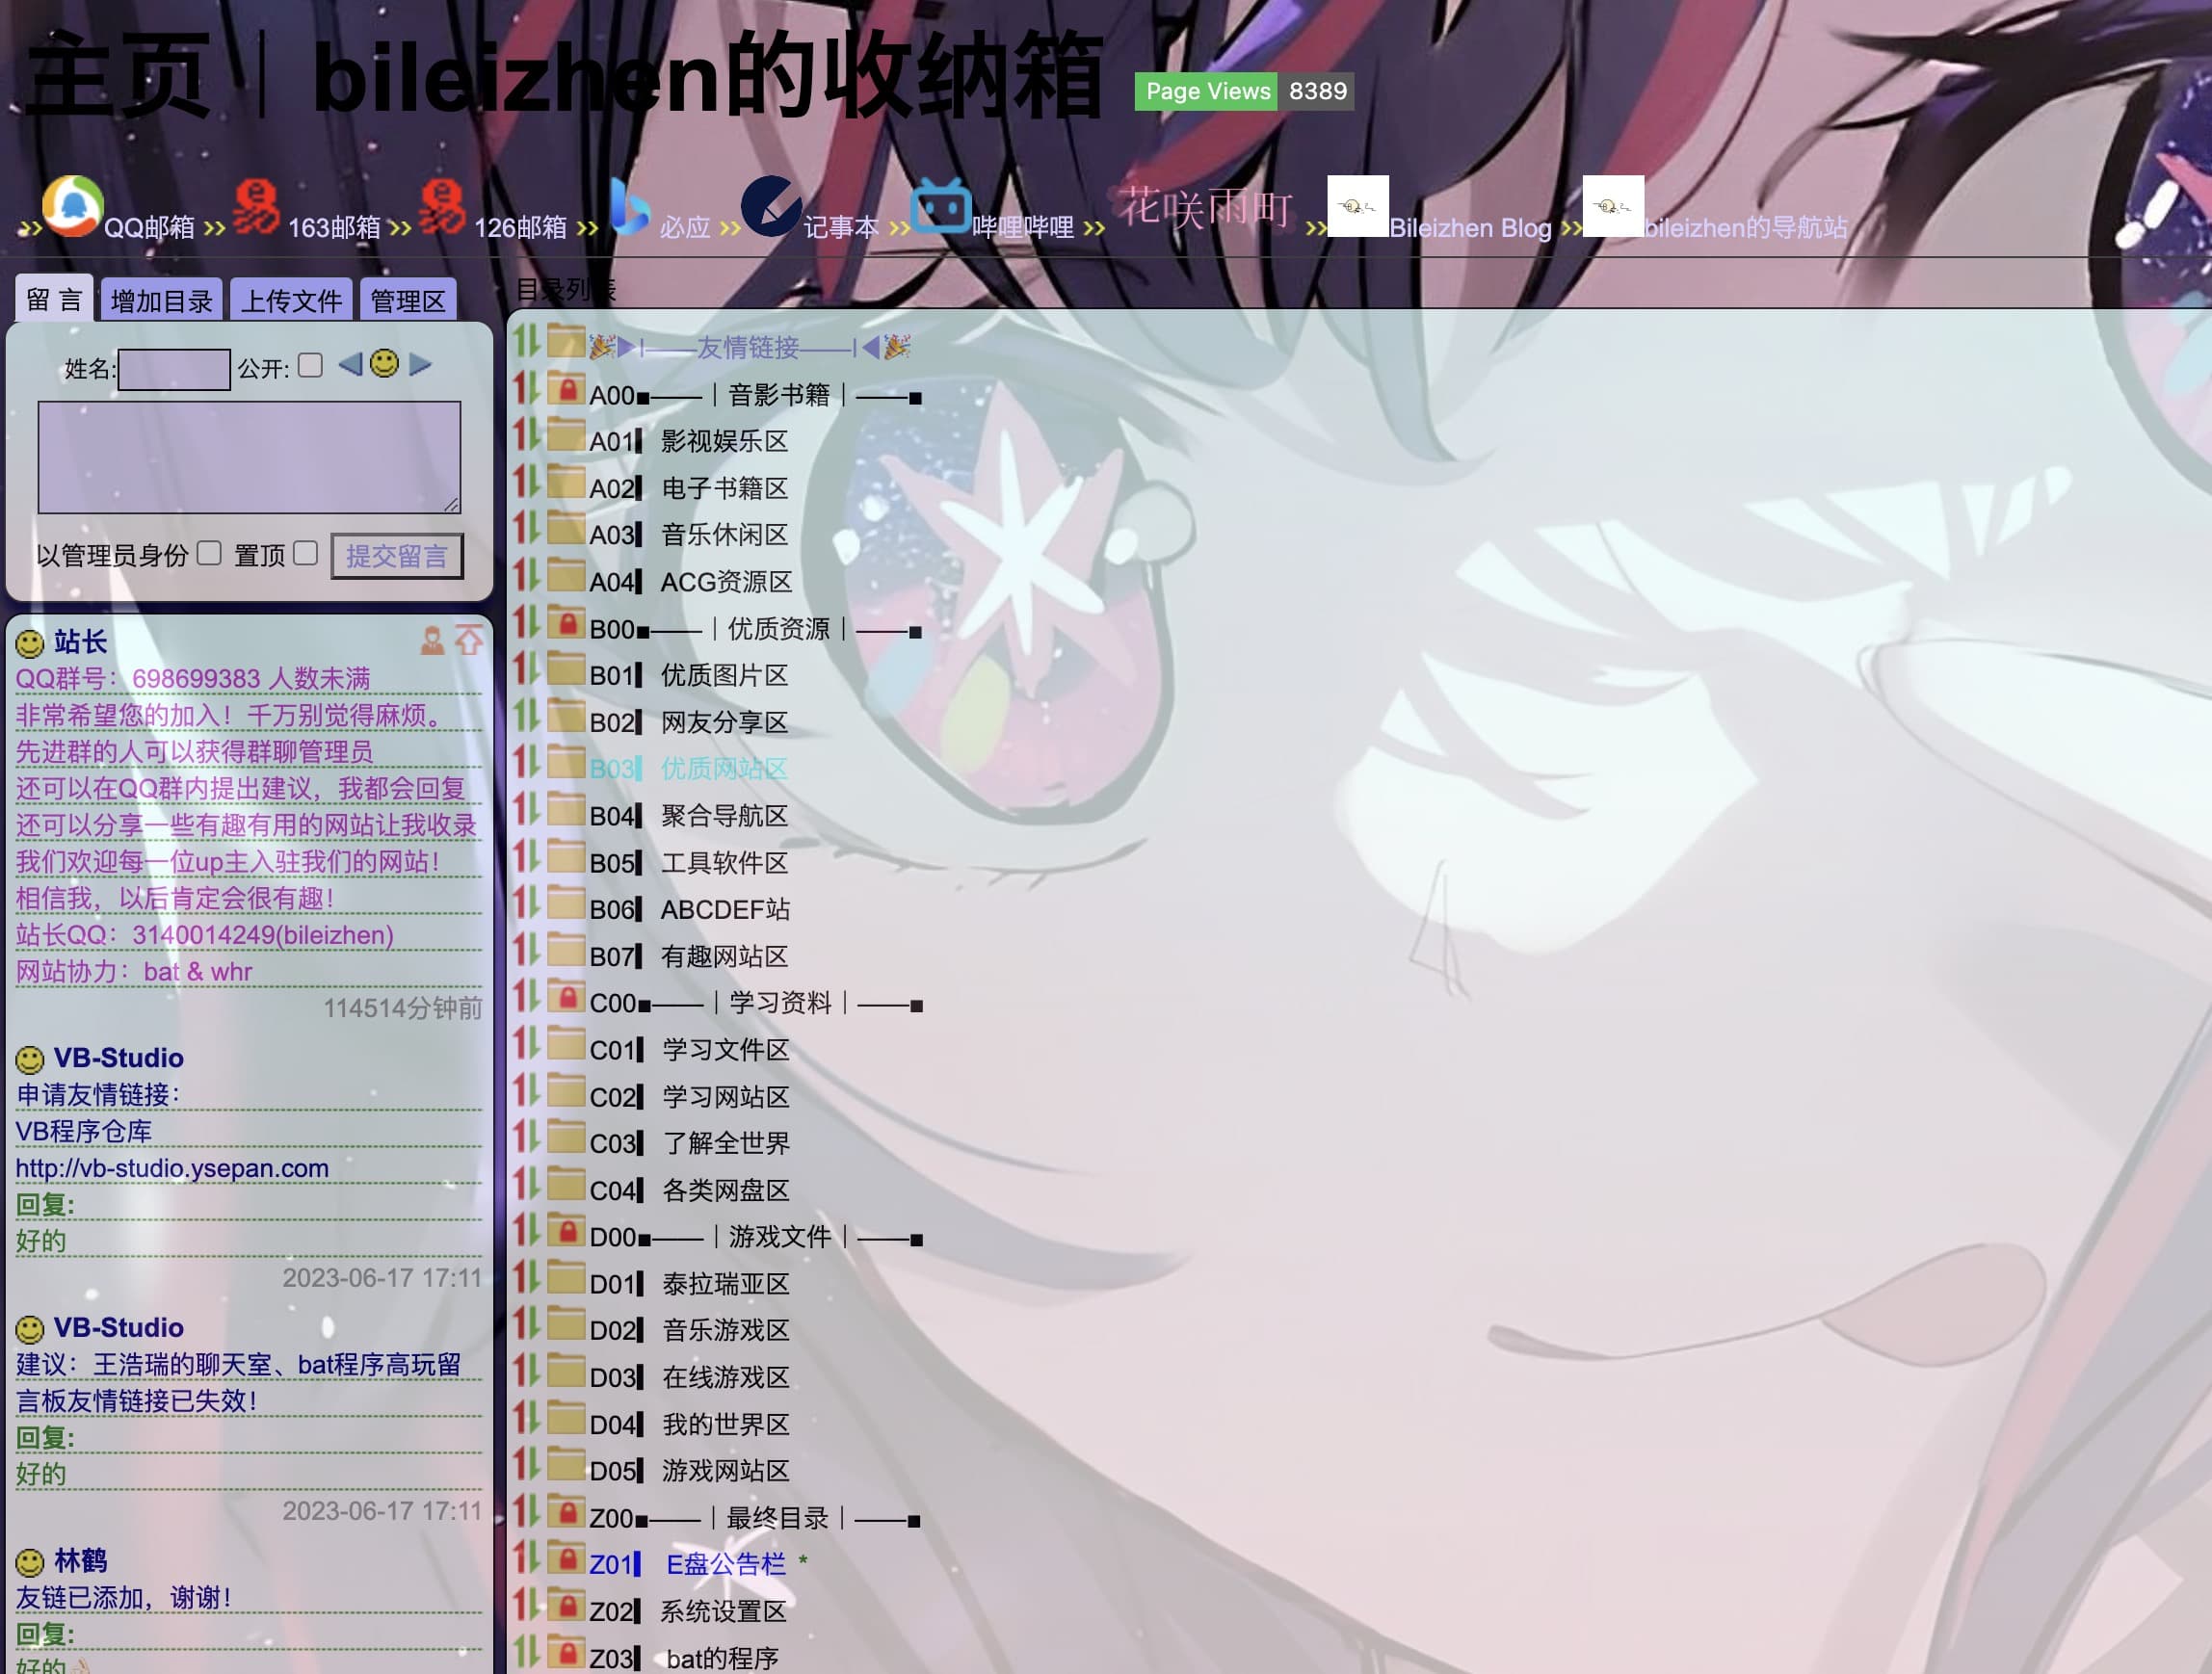 主页｜bileizhen的收纳箱 Page Views 8389
>>QQ邮箱 >> 163邮箱 >> 126邮箱 >> 必应 >> 记事本 >>哔哩哔哩 >> 花咲雨町 >>Bileizhen Blog >>bileizhen的导航站
留 言 增加目录 上传文件 管理区
姓名: 公开:
以管理员身份 置顶 提交留言
站长
QQ群号：698699383 人数未满
非常希望您的加入！千万别觉得麻烦。
先进群的人可以获得群聊管理员
还可以在QQ群内提出建议，我都会回复
还可以分享一些有趣有用的网站让我收录
我们欢迎每一位up主入驻我们的网站！
相信我，以后肯定会很有趣！
站长QQ：3140014249(bileizhen)
网站协力：bat & whr
114514分钟前
VB-Studio
申请友情链接：
VB程序仓库
http://vb-studio.ysepan.com
回复:
好的
2023-06-17 17:11
VB-Studio
建议：王浩瑞的聊天室、bat程序高玩留
言板友情链接已失效！
回复:
好的
2023-06-17 17:11
林鹤
友链已添加，谢谢！
回复:
好的👌
目录列表
🎉▶|——友情链接——|◀🎉
A00■——｜音影书籍｜——■
A01▍ 影视娱乐区
A02▍ 电子书籍区
A03▍ 音乐休闲区
A04▍ ACG资源区
B00■——｜优质资源｜——■
B01▍ 优质图片区
B02▍ 网友分享区
B03▍ 优质网站区
B04▍ 聚合导航区
B05▍ 工具软件区
B06▍ ABCDEF站
B07▍ 有趣网站区
C00■——｜学习资料｜——■
C01▍ 学习文件区
C02▍ 学习网站区
C03▍ 了解全世界
C04▍ 各类网盘区
D00■——｜游戏文件｜——■
D01▍ 泰拉瑞亚区
D02▍ 音乐游戏区
D03▍ 在线游戏区
D04▍ 我的世界区
D05▍ 游戏网站区
Z00■——｜最终目录｜——■
Z01▍ E盘公告栏 *
Z02▍ 系统设置区
Z03▍ bat的程序